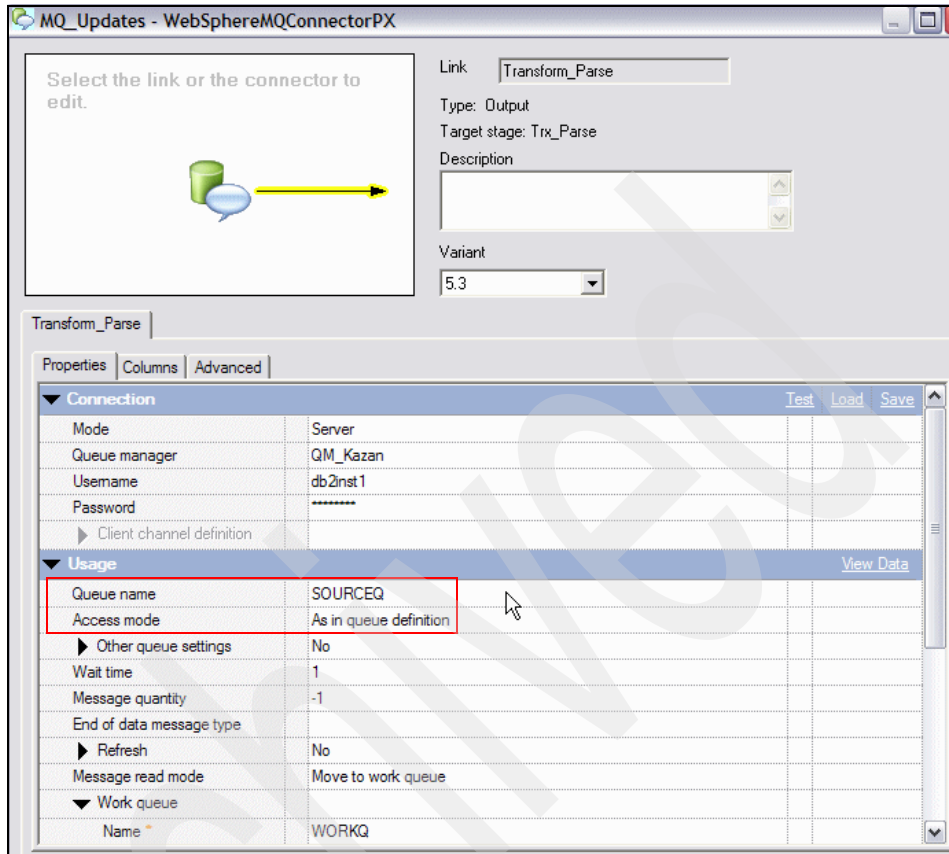 MQ_Updates - WebSphereMQConnectorPX
Select the link or the connector to
edit.
Link Transform_Parse
Type: Output
Target stage: Trx_Parse
Description
Variant
5.3
Transform_Parse
Properties Columns Advanced
Connection Test Load Save
Mode Server
Queue manager QM_Kazan
Username db2inst1
Password ********
Client channel definition
Usage View Data
Queue name SOURCEQ
Access mode As in queue definition
Other queue settings No
Wait time 1
Message quantity -1
End of data message type
Refresh No
Message read mode Move to work queue
Work queue
Name * WORKQ